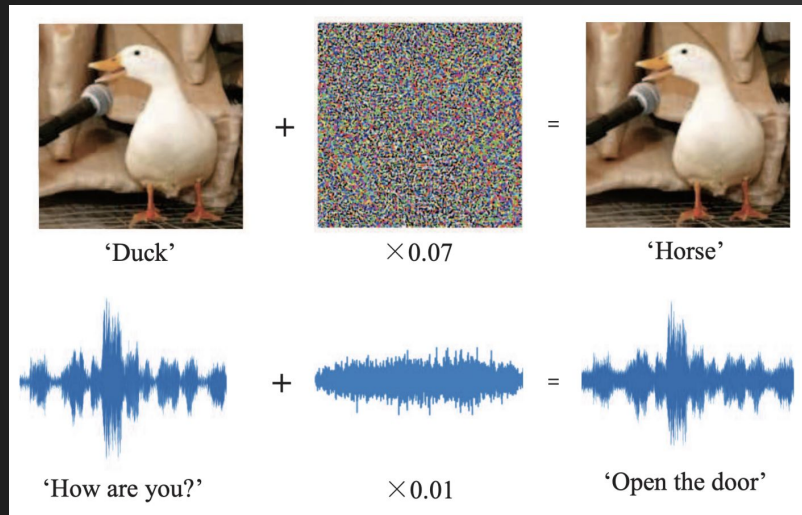 + =
'Duck' ×0.07 'Horse'
+ =
'How are you?' ×0.01 'Open the door'